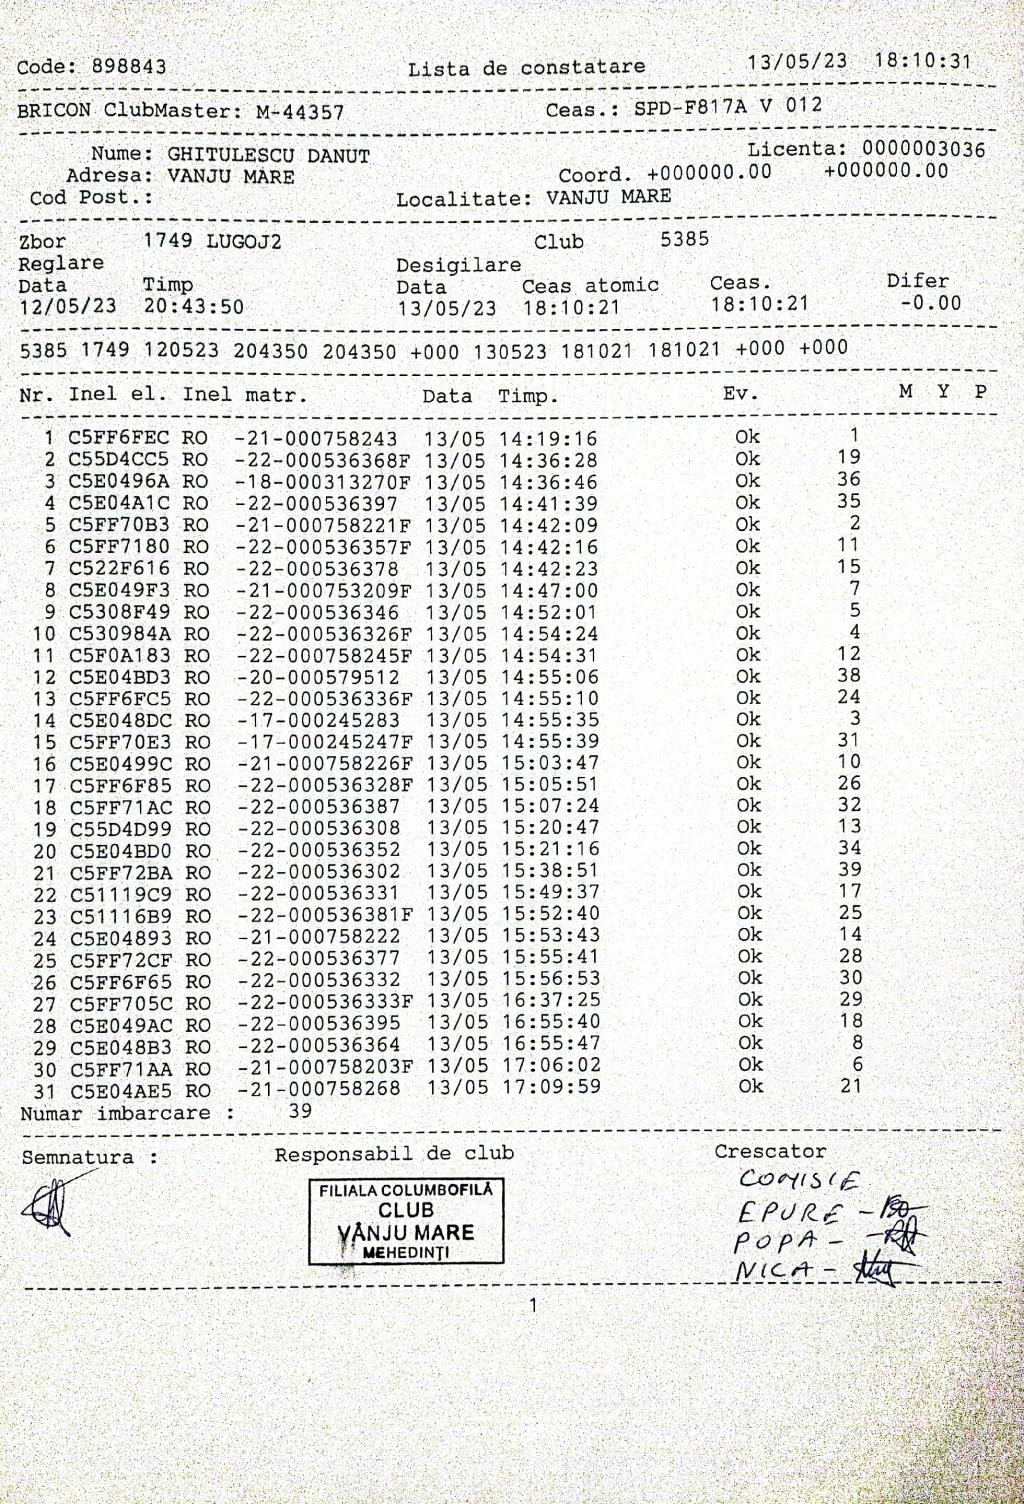 Code: 898843 Lista de constatare 13/05/23 18:10:31
BRICON ClubMaster: M-44357 Ceas.: SPD-F817A V 012
Nume: GHITULESCU DANUT Licenta: 0000003036
Adresa: VANJU MARE Coord. +000000.00 +000000.00
Cod Post.: Localitate: VANJU MARE
Zbor 1749 LUGOJ2 Club 5385
Reglare Desigilare
Data Timp Data Ceas atomic Ceas. Difer
12/05/23 20:43:50 13/05/23 18:10:21 18:10:21 -0.00
5385 1749 120523 204350 204350 +000 130523 181021 181021 +000 +000
Nr. Inel el. Inel matr. Data Timp. Ev. M Y P
1 C5FF6FEC RO -21-000758243 13/05 14:19:16 Ok 1
2 C55D4CC5 RO -22-000536368F 13/05 14:36:28 Ok 19
3 C5E0496A RO -18-000313270F 13/05 14:36:46 Ok 36
4 C5E04A1C RO -22-000536397 13/05 14:41:39 Ok 35
5 C5FF70B3 RO -21-000758221F 13/05 14:42:09 Ok 2
6 C5FF7180 RO -22-000536357F 13/05 14:42:16 Ok 11
7 C522F616 RO -22-000536378 13/05 14:42:23 Ok 15
8 C5E049F3 RO -21-000753209F 13/05 14:47:00 Ok 7
9 C5308F49 RO -22-000536346 13/05 14:52:01 Ok 5
10 C530984A RO -22-000536326F 13/05 14:54:24 Ok 4
11 C5F0A183 RO -22-000758245F 13/05 14:54:31 Ok 12
12 C5E04BD3 RO -20-000579512 13/05 14:55:06 Ok 38
13 C5FF6FC5 RO -22-000536336F 13/05 14:55:10 Ok 24
14 C5E048DC RO -17-000245283 13/05 14:55:35 Ok 3
15 C5FF70E3 RO -17-000245247F 13/05 14:55:39 Ok 31
16 C5E0499C RO -21-000758226F 13/05 15:03:47 Ok 10
17 C5FF6F85 RO -22-000536328F 13/05 15:05:51 Ok 26
18 C5FF71AC RO -22-000536387 13/05 15:07:24 Ok 32
19 C55D4D99 RO -22-000536308 13/05 15:20:47 Ok 13
20 C5E04BD0 RO -22-000536352 13/05 15:21:16 Ok 34
21 C5FF72BA RO -22-000536302 13/05 15:38:51 Ok 39
22 C51119C9 RO -22-000536331 13/05 15:49:37 Ok 17
23 C51116B9 RO -22-000536381F 13/05 15:52:40 Ok 25
24 C5E04893 RO -21-000758222 13/05 15:53:43 Ok 14
25 C5FF72CF RO -22-000536377 13/05 15:55:41 Ok 28
26 C5FF6F65 RO -22-000536332 13/05 15:56:53 Ok 30
27 C5FF705C RO -22-000536333F 13/05 16:37:25 Ok 29
28 C5E049AC RO -22-000536395 13/05 16:55:40 Ok 18
29 C5E048B3 RO -22-000536364 13/05 16:55:47 Ok 8
30 C5FF71AA RO -21-000758203F 13/05 17:06:02 Ok 6
31 C5E04AE5 RO -21-000758268 13/05 17:09:59 Ok 21
Numar imbarcare : 39
Semnatura : Responsabil de club Crescator
FILIALA COLUMBOFILĂ
CLUB
VÂNJU MARE
MEHEDINȚI
COMISIE
EPURE -
POPA -
NICA -
1